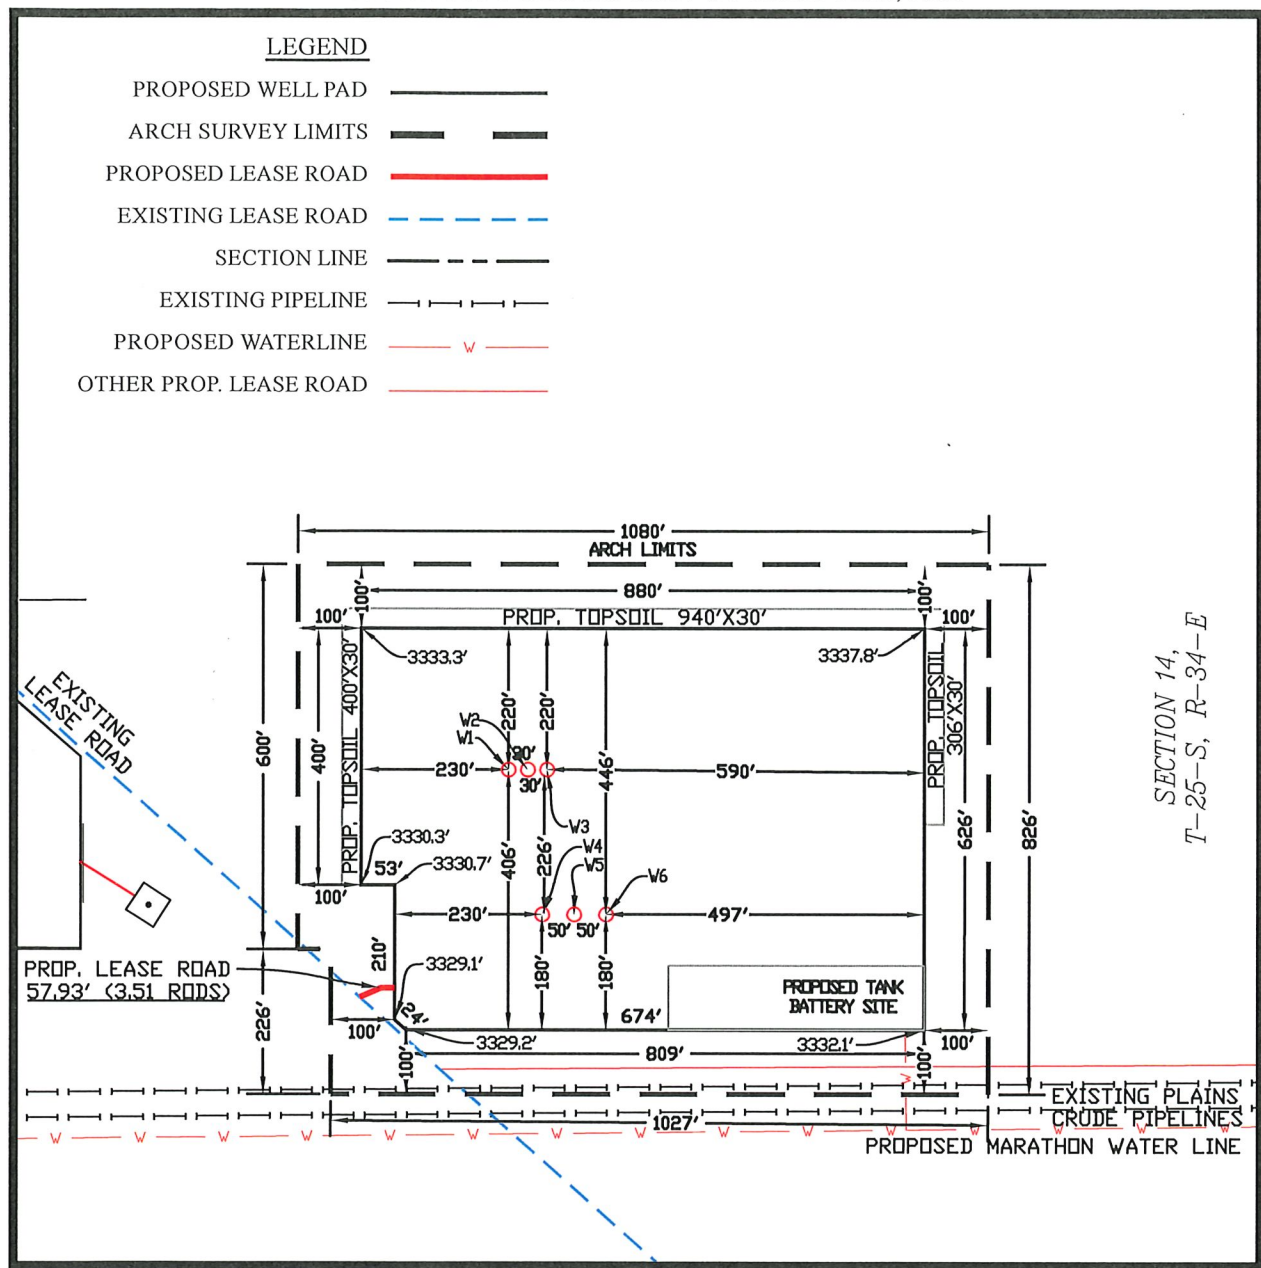 LEGEND
PROPOSED WELL PAD
ARCH SURVEY LIMITS
PROPOSED LEASE ROAD
EXISTING LEASE ROAD
SECTION LINE
EXISTING PIPELINE
PROPOSED WATERLINE
W
OTHER PROP. LEASE ROAD
1080'
ARCH LIMITS
880'
100'
100'
100'
PROP. TOPSOIL 940'X30'
100'
3333.3'
3337.8'
PROP. TOPSOIL 400'X30'
PROP. TOPSOIL
306'X30'
SECTION 14,
T-25-S, R-34-E
EXISTING
LEASE ROAD
600'
400'
220'
220'
W2
W1
30'
230'
30'
446'
590'
626'
826'
W3
3330.3'
W4
53'
3330.7'
406'
226'
W5
W6
100'
230'
497'
50' 50'
210'
PROP. LEASE ROAD
57.93' (3.51 RODS)
3329.1'
180'
180'
PROPOSED TANK
BATTERY SITE
226'
100'
24'
674'
3329.2'
3332.1'
100'
100'
809'
100'
W
EXISTING PLAINS
CRUDE PIPELINES
1027'
W W W W W W W W W W W W W W W
PROPOSED MARATHON WATER LINE